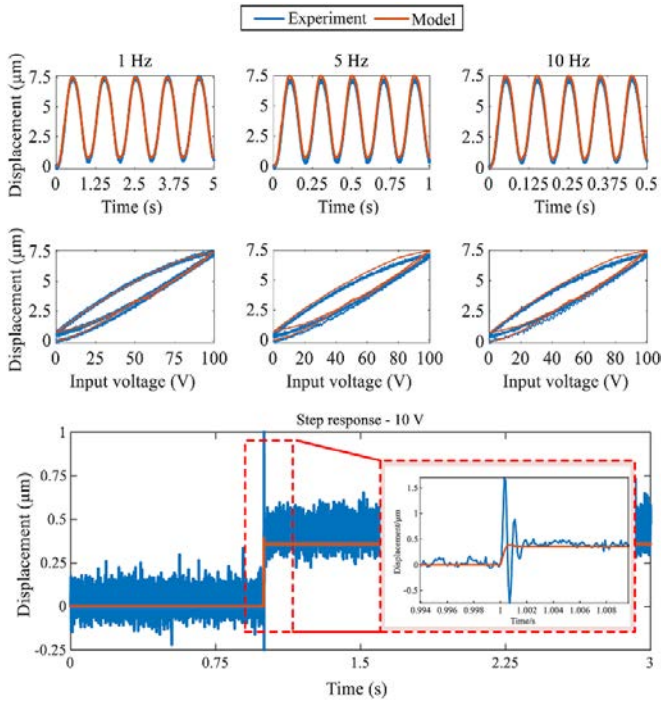 Experiment Model
1 Hz 5 Hz 10 Hz
Displacement (μm)
7.5
5
2.5
0
0 1.25 2.5 3.75 5
Time (s)
7.5
5
2.5
0
0 0.25 0.5 0.75 1
Time (s)
7.5
5
2.5
0
0 0.125 0.25 0.375 0.5
Time (s)
Displacement (μm)
7.5
5
2.5
0
0 25 50 75 100
Input voltage (V)
7.5
5
2.5
0
0 20 40 60 80 100
Input voltage (V)
7.5
5
2.5
0
0 20 40 60 80 100
Input voltage (V)
Step response - 10 V
Displacement (μm)
1
0.75
0.5
0.25
0
-0.25
0 0.75 1.5 2.25 3
Time (s)
Displacement/μm
1.5
1.0
0.5
0
-0.5
0.994 0.996 0.998 1 1.002 1.004 1.006 1.008
Time/s